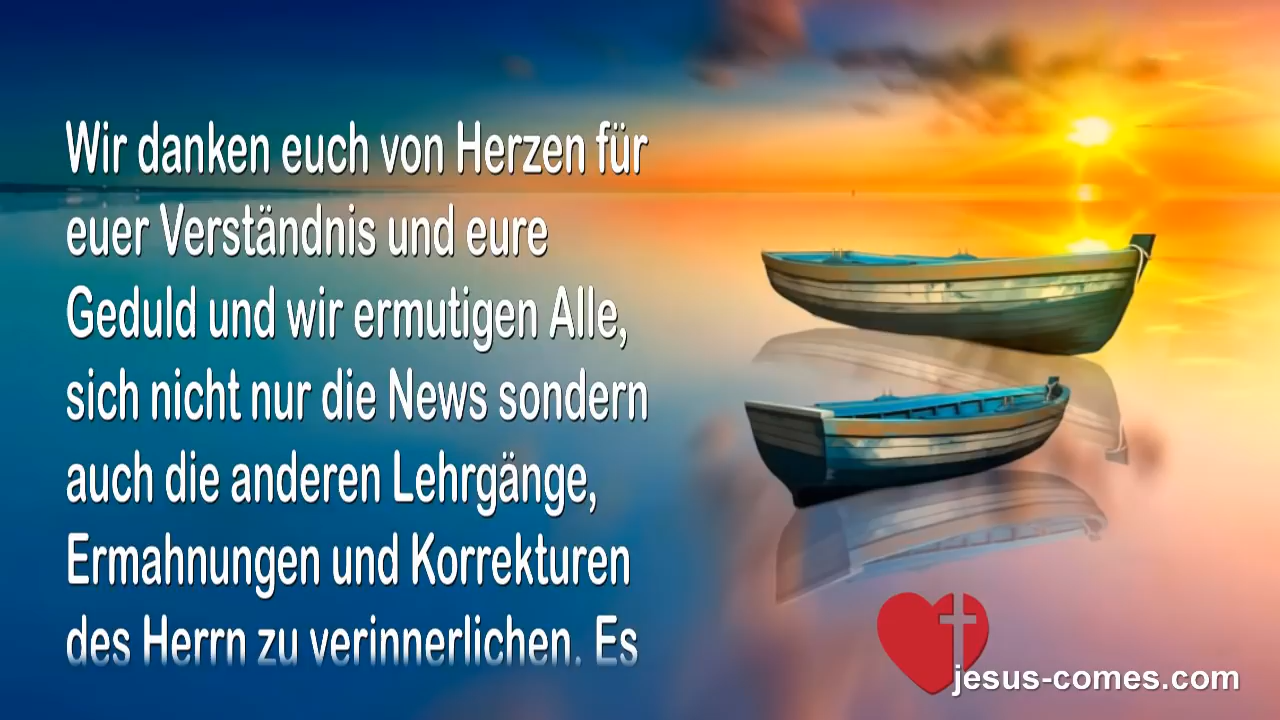 Wir danken euch von Herzen für
euer Verständnis und eure
Geduld und wir ermutigen Alle,
sich nicht nur die News sondern
auch die anderen Lehrgänge,
Ermahnungen und Korrekturen
des Herrn zu verinnerlichen. Es
jesus-comes.com